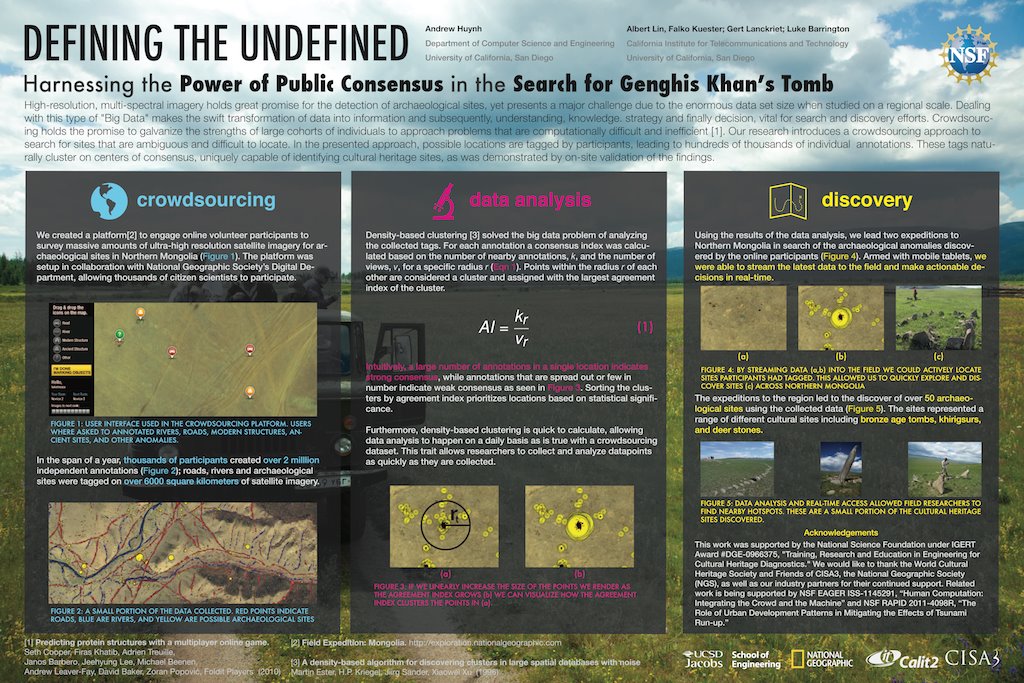 DEFINING THE UNDEFINED
Andrew Huynh
Department of Computer Science and Engineering
University of California, San Diego
Albert Lin, Falko Kuester; Gert Lanckriet; Luke Barrington
California Institute for Telecommunications and Technology
University of California, San Diego
NSF
Harnessing the Power of Public Consensus in the Search for Genghis Khan's Tomb
High-resolution, multi-spectral imagery holds great promise for the detection of archaeological sites, yet presents a major challenge due to the enormous data set size when studied on a regional scale. Dealing
with this type of "Big Data" makes the swift transformation of data into information and subsequently, understanding, knowledge, strategy and finally decision, vital for search and discovery efforts. Crowdsourc-
ing holds the promise to galvanize the strengths of large cohorts of individuals to approach problems that are computationally difficult and inefficient [1]. Our research introduces a crowdsourcing approach to
search for sites that are ambiguous and difficult to locate. In the presented approach, possible locations are tagged by participants, leading to hundreds of thousands of individual annotations. These tags natu-
rally cluster on centers of consensus, uniquely capable of identifying cultural heritage sites, as was demonstrated by on-site validation of the findings.
crowdsourcing
We created a platform[2] to engage online volunteer participants to
survey massive amounts of ultra-high resolution satellite imagery for ar-
chaeological sites in Northern Mongolia (Figure 1). The platform was
setup in collaboration with National Geographic Society's Digital De-
partment, allowing thousands of citizen scientists to participate.
Drag & drop the
icons on the map.
Road
River
Modern Structure
Ancient Structure
Other
I'M DONE
MARKING OBJECTS
Hello,
FIGURE 1: USER INTERFACE USED IN THE CROWDSOURCING PLATFORM. USERS
WHERE ASKED TO ANNOTATED RIVERS, ROADS, MODERN STRUCTURES, AN-
CIENT SITES, AND OTHER ANOMALIES.
In the span of a year, thousands of participants created over 2 million
independent annotations (Figure 2); roads, rivers and archaeological
sites were tagged on over 6000 square kilometers of satellite imagery.
FIGURE 2: A SMALL PORTION OF THE DATA COLLECTED. RED POINTS INDICATE
ROADS, BLUE ARE RIVERS, AND YELLOW ARE POSSIBLE ARCHAEOLOGICAL SITES
data analysis
Density-based clustering [3] solved the big data problem of analyzing
the collected tags. For each annotation a consensus index was calcu-
lated based on the number of nearby annotations, k, and the number of
views, v, for a specific radius r (Eqn 1). Points within the radius r of each
other are considered a cluster and assigned with the largest agreement
index of the cluster.
AI = kr / vr (1)
Intuitively, a large number of annotations in a single location indicates
strong consensus, while annotations that are spread out or few in
number indicate weak consensus as seen in Figure 3. Sorting the clus-
ters by agreement index prioritizes locations based on statistical signifi-
cance.
Furthermore, density-based clustering is quick to calculate, allowing
data analysis to happen on a daily basis as is true with a crowdsourcing
dataset. This trait allows researchers to collect and analyze datapoints
as quickly as they are collected.
r
(a) (b)
FIGURE 3: IF WE LINEARLY INCREASE THE SIZE OF THE POINTS WE RENDER AS
THE AGREEMENT INDEX GROWS (b) WE CAN VISUALIZE HOW THE AGREEMENT
INDEX CLUSTERS THE POINTS IN (a).
discovery
Using the results of the data analysis, we lead two expeditions to
Northern Mongolia in search of the archaeological anomalies discov-
ered by the online participants (Figure 4). Armed with mobile tablets, we
were able to stream the latest data to the field and make actionable de-
cisions in real-time.
(a) (b) (c)
FIGURE 4: BY STREAMING DATA (a,b) INTO THE FIELD WE COULD ACTIVELY LOCATE
SITES PARTICIPANTS HAD TAGGED, THIS ALLOWED US TO QUICKLY EXPLORE AND DIS-
COVER SITES (c) ACROSS NORTHERN MONGOLIA
The expeditions to the region led to the discover of over 50 archaeo-
logical sites using the collected data (Figure 5). The sites represented a
range of different cultural sites including bronze age tombs, khirigsurs,
and deer stones.
FIGURE 5: DATA ANALYSIS AND REAL-TIME ACCESS ALLOWED FIELD RESEARCHERS TO
FIND NEARBY HOTSPOTS. THESE ARE A SMALL PORTION OF THE CULTURAL HERITAGE
SITES DISCOVERED.
Acknowledgements
This work was supported by the National Science Foundation under IGERT
Award #DGE-0966375, "Training, Research and Education in Engineering for
Cultural Heritage Diagnostics." We would like to thank the World Cultural
Heritage Society and Friends of CISA3, the National Geographic Society
(NGS), as well as our industry partners for their continued support. Related
work is being supported by NSF EAGER ISS-1145291, "Human Computation:
Integrating the Crowd and the Machine" and NSF RAPID 2011-4098R, "The
Role of Urban Development Patterns in Mitigating the Effects of Tsunami
Run-up."
[1] Predicting protein structures with a multiplayer online game.
Seth Cooper, Firas Khatib, Adrien Treuille,
Janos Barbero, Jeehyung Lee, Michael Beenen,
Andrew Leaver-Fay, David Baker, Zoran Popovic, Foldit Players (2010)
[2] Field Expedition: Mongolia. http://exploration.nationalgeographic.com
[3] A density-based algorithm for discovering clusters in large spatial databases with noise
Martin Ester, H.P. Kriegel, Jörg Sander, Xiaowei Xu (1996)
UCSD
Jacobs
School of
Engineering
NATIONAL
GEOGRAPHIC
Calit2
CISA3